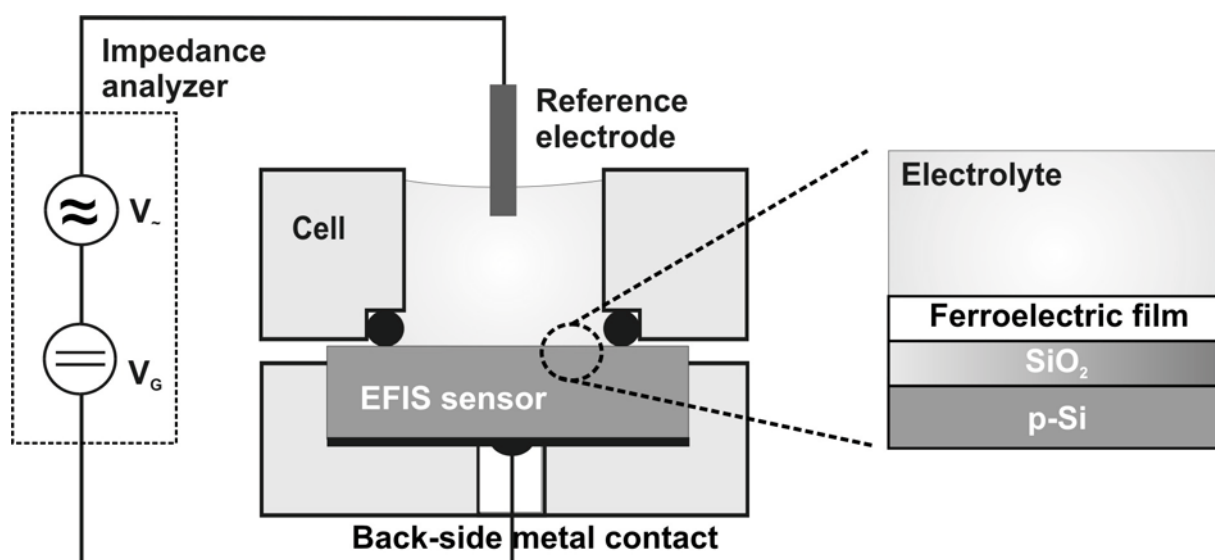 Impedance
analyzer
V~
VG
Reference
electrode
Cell
EFIS sensor
Back-side metal contact
Electrolyte
Ferroelectric film
SiO₂
p-Si